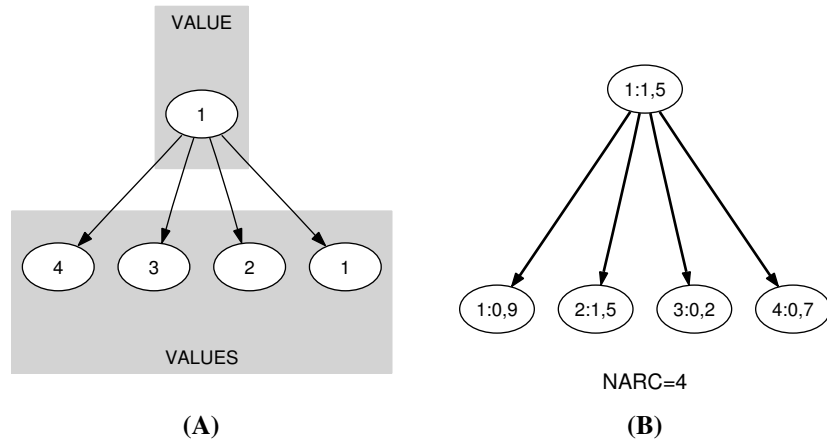 VALUE
1
4 3 2 1
VALUES
(A)
1:1,5
1:0,9 2:1,5 3:0,2 4:0,7
NARC=4
(B)